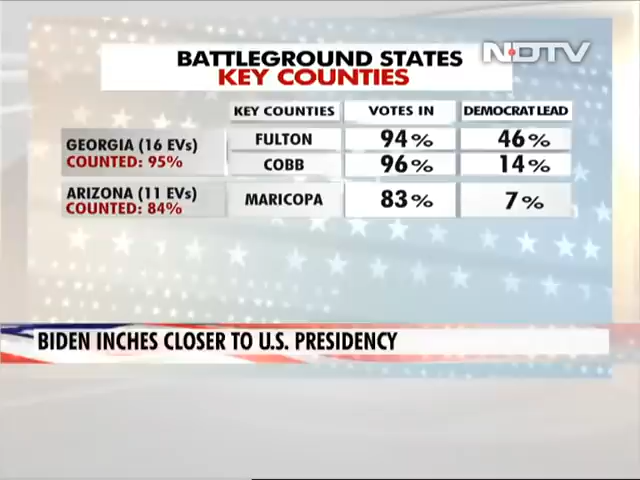 BATTLEGROUND STATES
KEY COUNTIES
NDTV
KEY COUNTIES VOTES IN DEMOCRAT LEAD
GEORGIA (16 EVs)
COUNTED: 95%
FULTON 94% 46%
COBB 96% 14%
ARIZONA (11 EVs)
COUNTED: 84%
MARICOPA 83% 7%
BIDEN INCHES CLOSER TO U.S. PRESIDENCY